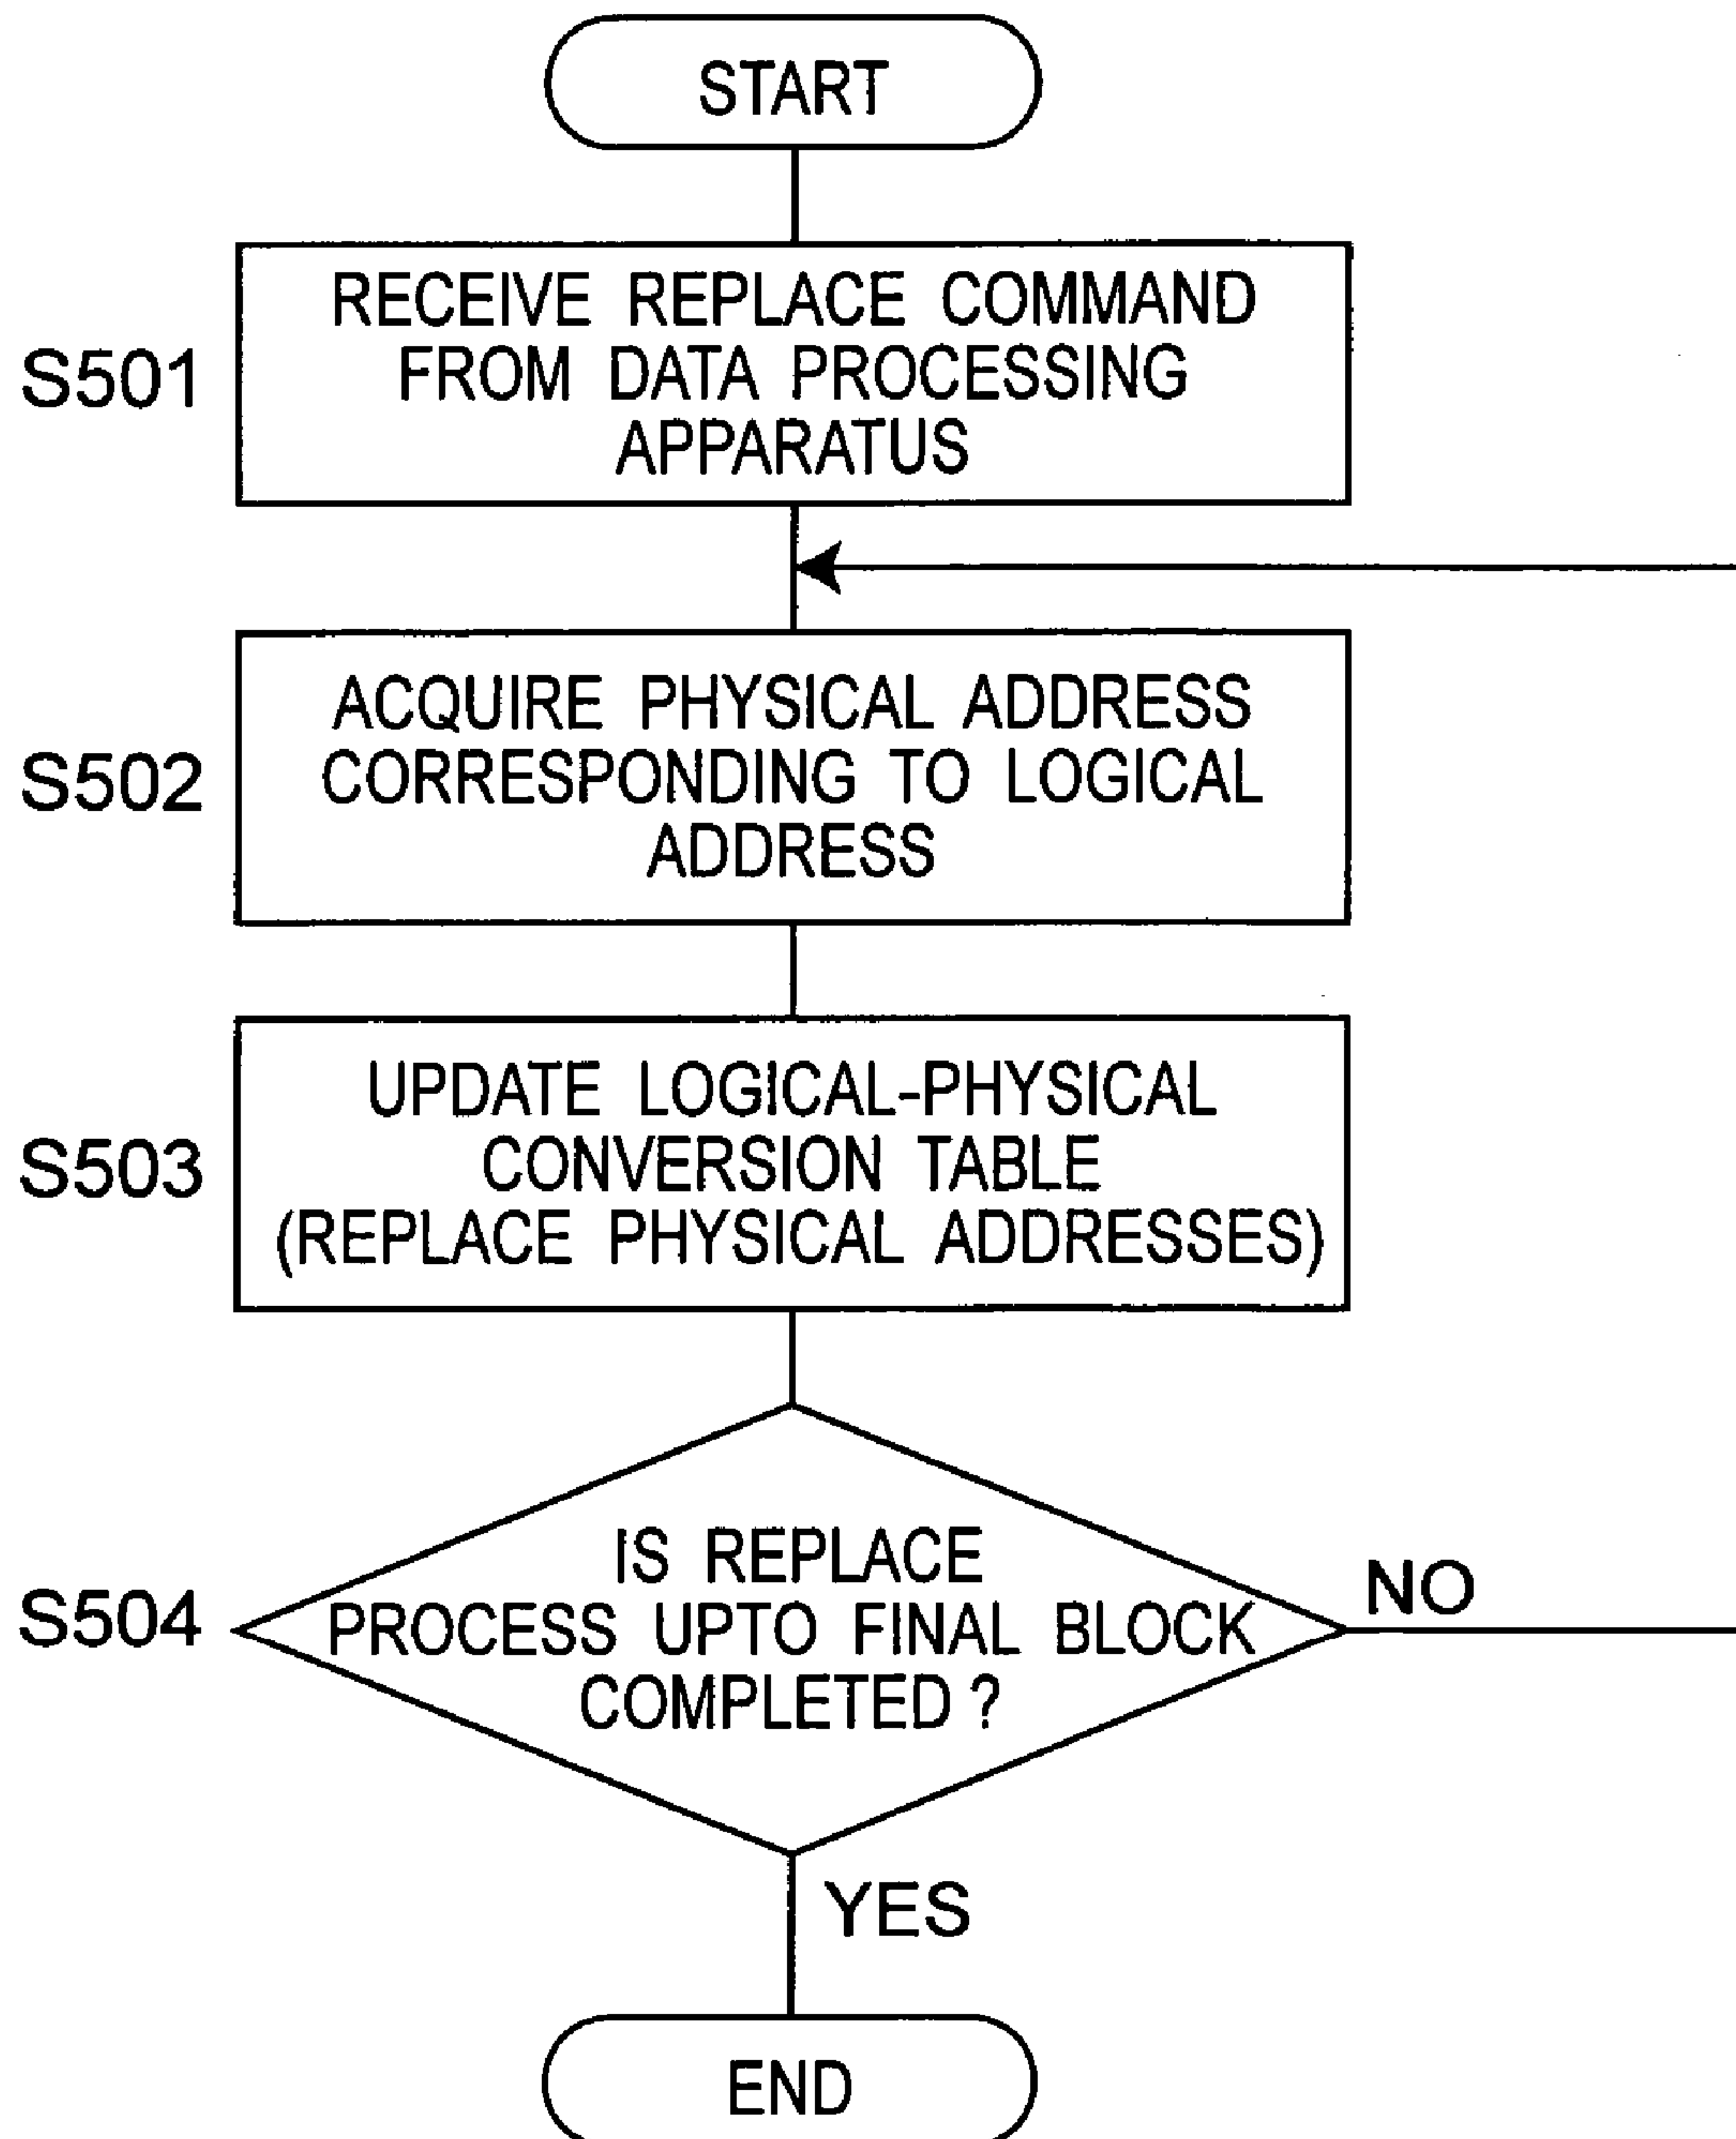 START
S501
RECEIVE REPLACE COMMAND
FROM DATA PROCESSING
APPARATUS
S502
ACQUIRE PHYSICAL ADDRESS
CORRESPONDING TO LOGICAL
ADDRESS
S503
UPDATE LOGICAL-PHYSICAL
CONVERSION TABLE
(REPLACE PHYSICAL ADDRESSES)
S504
IS REPLACE
PROCESS UPTO FINAL BLOCK
COMPLETED ?
NO
YES
END